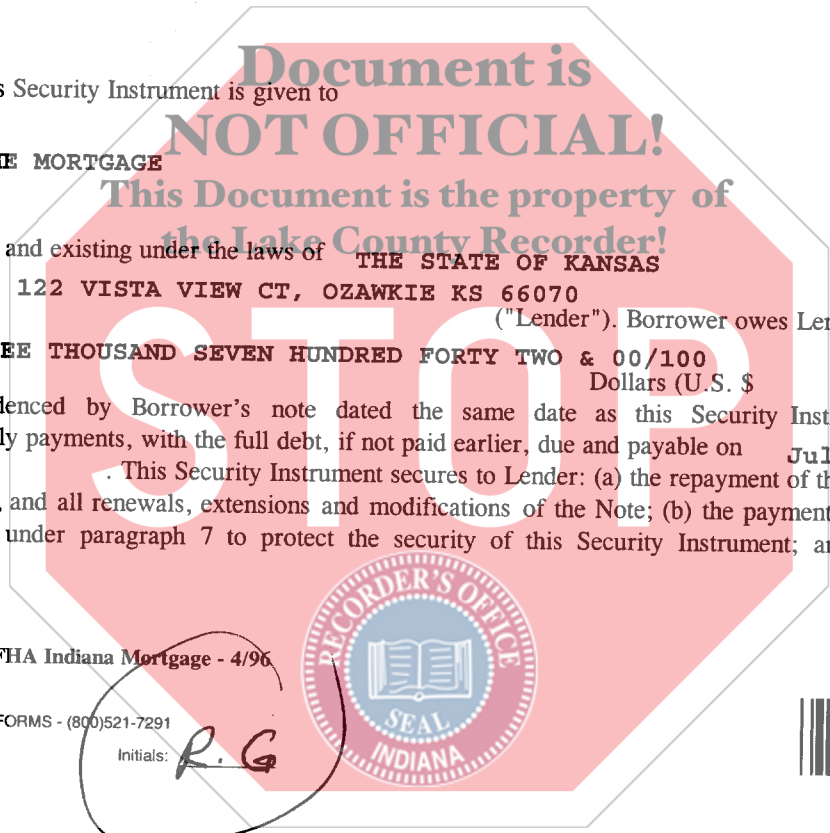 Document is
s Security Instrument is given to
NOT OFFICIAL!
E MORTGAGE
This Document is the property of
the Lake County Recorder!
and existing under the laws of THE STATE OF KANSAS
122 VISTA VIEW CT, OZAWKIE KS 66070
("Lender"). Borrower owes Len
EE THOUSAND SEVEN HUNDRED FORTY TWO & 00/100
Dollars (U.S. $
denced by Borrower's note dated the same date as this Security Inst
ly payments, with the full debt, if not paid earlier, due and payable on Jul
. This Security Instrument secures to Lender: (a) the repayment of th
, and all renewals, extensions and modifications of the Note; (b) the payment
under paragraph 7 to protect the security of this Security Instrument; an
STOP
RECORDER'S OFFICE
SEAL
INDIANA
FHA Indiana Mortgage - 4/96
FORMS - (800)521-7291
Initials: R. G